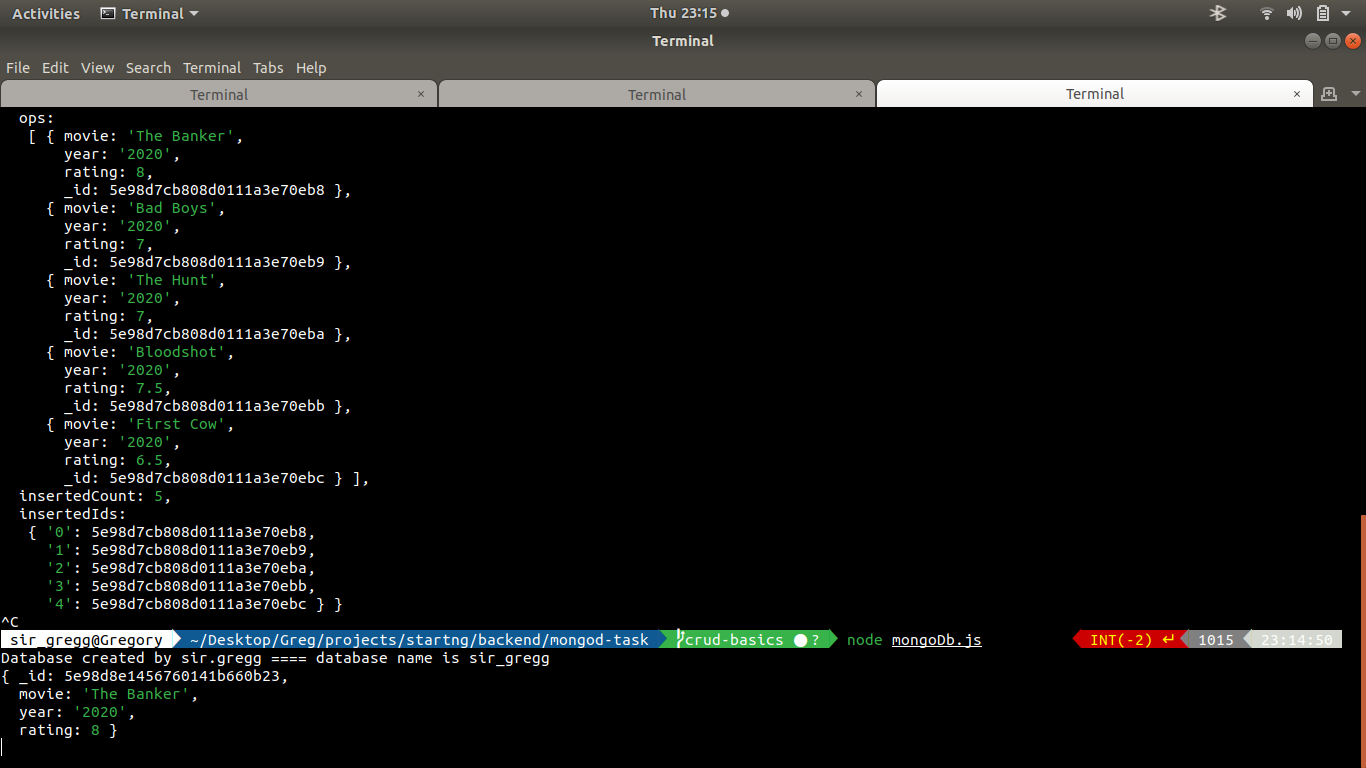 Activities Terminal Thu 23:15
Terminal
File Edit View Search Terminal Tabs Help
Terminal × Terminal × Terminal ×
ops:
[ { movie: 'The Banker',
year: '2020',
rating: 8,
_id: 5e98d7cb808d0111a3e70eb8 },
{ movie: 'Bad Boys',
year: '2020',
rating: 7,
_id: 5e98d7cb808d0111a3e70eb9 },
{ movie: 'The Hunt',
year: '2020',
rating: 7,
_id: 5e98d7cb808d0111a3e70eba },
{ movie: 'Bloodshot',
year: '2020',
rating: 7.5,
_id: 5e98d7cb808d0111a3e70ebb },
{ movie: 'First Cow',
year: '2020',
rating: 6.5,
_id: 5e98d7cb808d0111a3e70ebc } ],
insertedCount: 5,
insertedIds:
{ '0': 5e98d7cb808d0111a3e70eb8,
'1': 5e98d7cb808d0111a3e70eb9,
'2': 5e98d7cb808d0111a3e70eba,
'3': 5e98d7cb808d0111a3e70ebb,
'4': 5e98d7cb808d0111a3e70ebc } }
^C
sir_gregg@Gregory ~/Desktop/Greg/projects/startng/backend/mongod-task crud-basics ●? node mongoDb.js INT(-2) ↵ 1015 23:14:50
Database created by sir.gregg ==== database name is sir_gregg
{ _id: 5e98d8e1456760141b660b23,
movie: 'The Banker',
year: '2020',
rating: 8 }